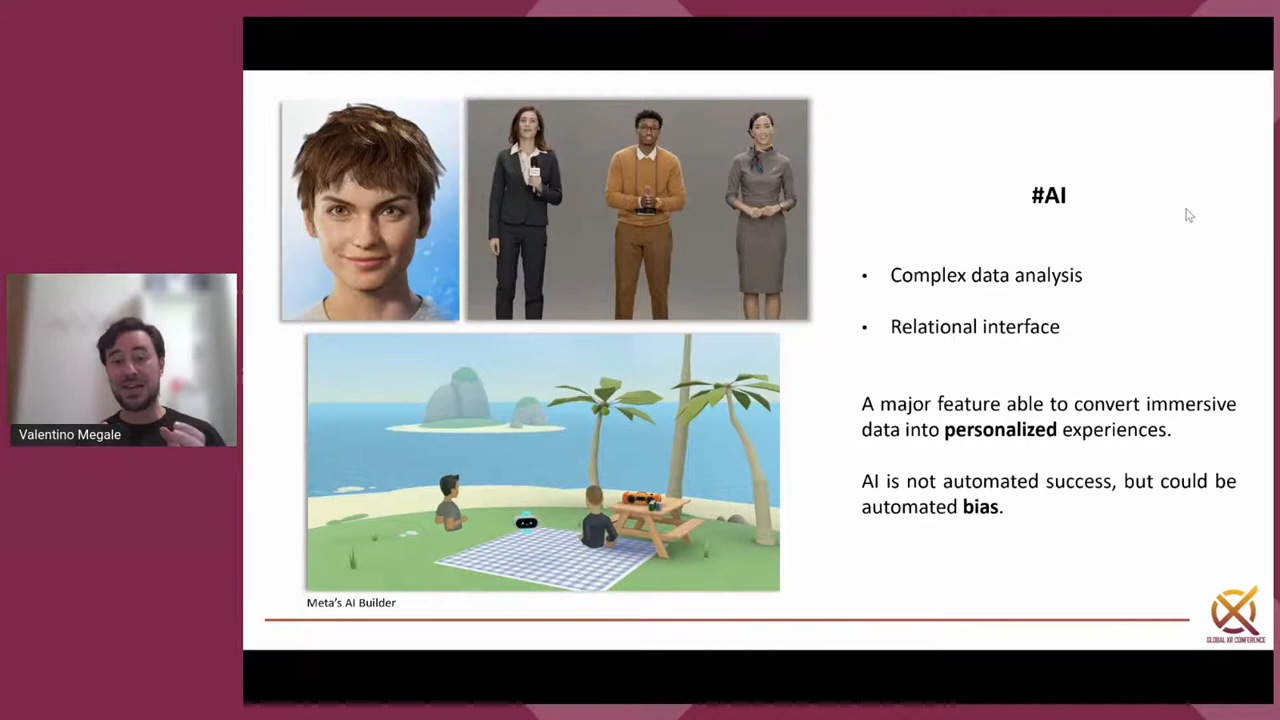 #AI
• Complex data analysis
• Relational interface
A major feature able to convert immersive
data into personalized experiences.
AI is not automated success, but could be
automated bias.
Valentino Megale
Meta's AI Builder
GLOBAL XR CONFERENCE